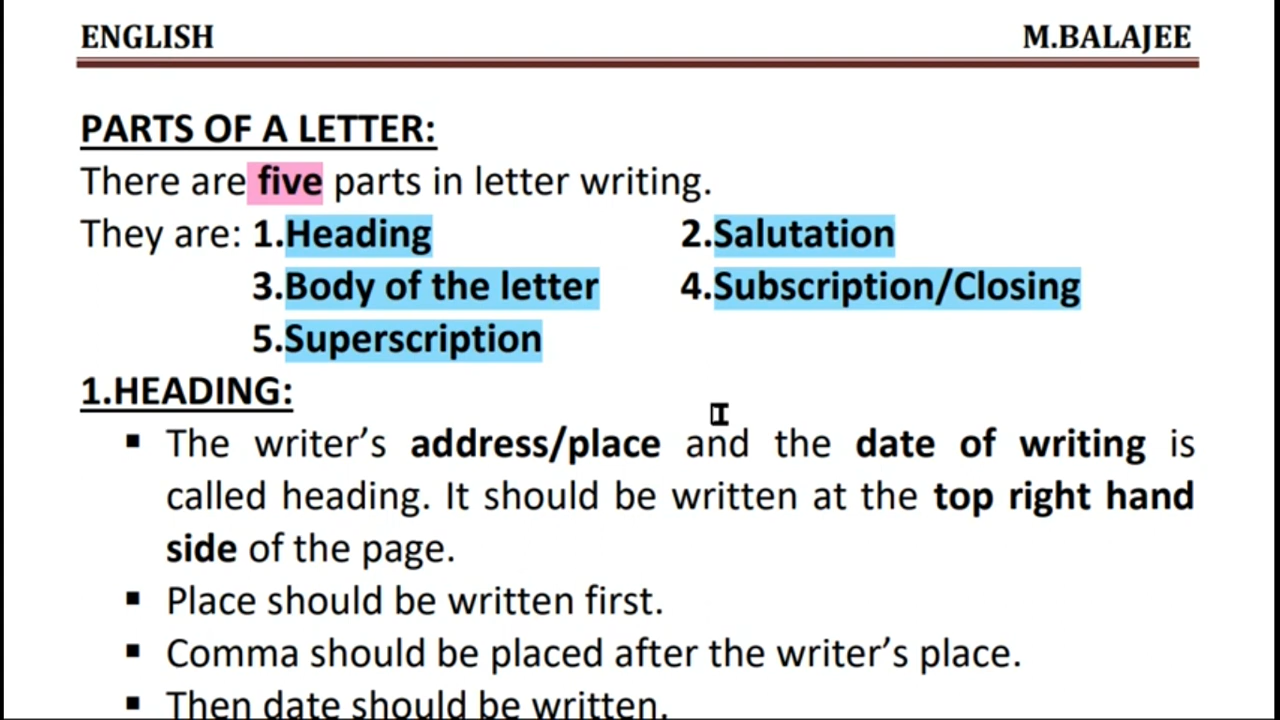 ENGLISH M.BALAJEE
PARTS OF A LETTER:
There are five parts in letter writing.
They are: 1.Heading 2.Salutation
3.Body of the letter 4.Subscription/Closing
5.Superscription
1.HEADING:
▪ The writer’s address/place and the date of writing is
called heading. It should be written at the top right hand
side of the page.
▪ Place should be written first.
▪ Comma should be placed after the writer’s place.
▪ Then date should be written.